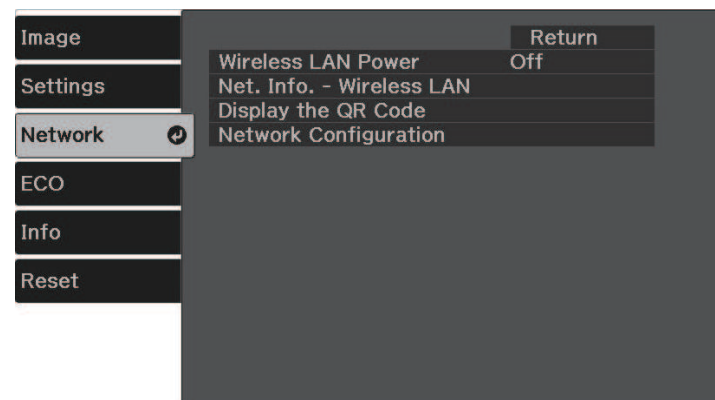 Image
Settings
Network
ECO
Info
Reset
Return
Wireless LAN Power Off
Net. Info. - Wireless LAN
Display the QR Code
Network Configuration